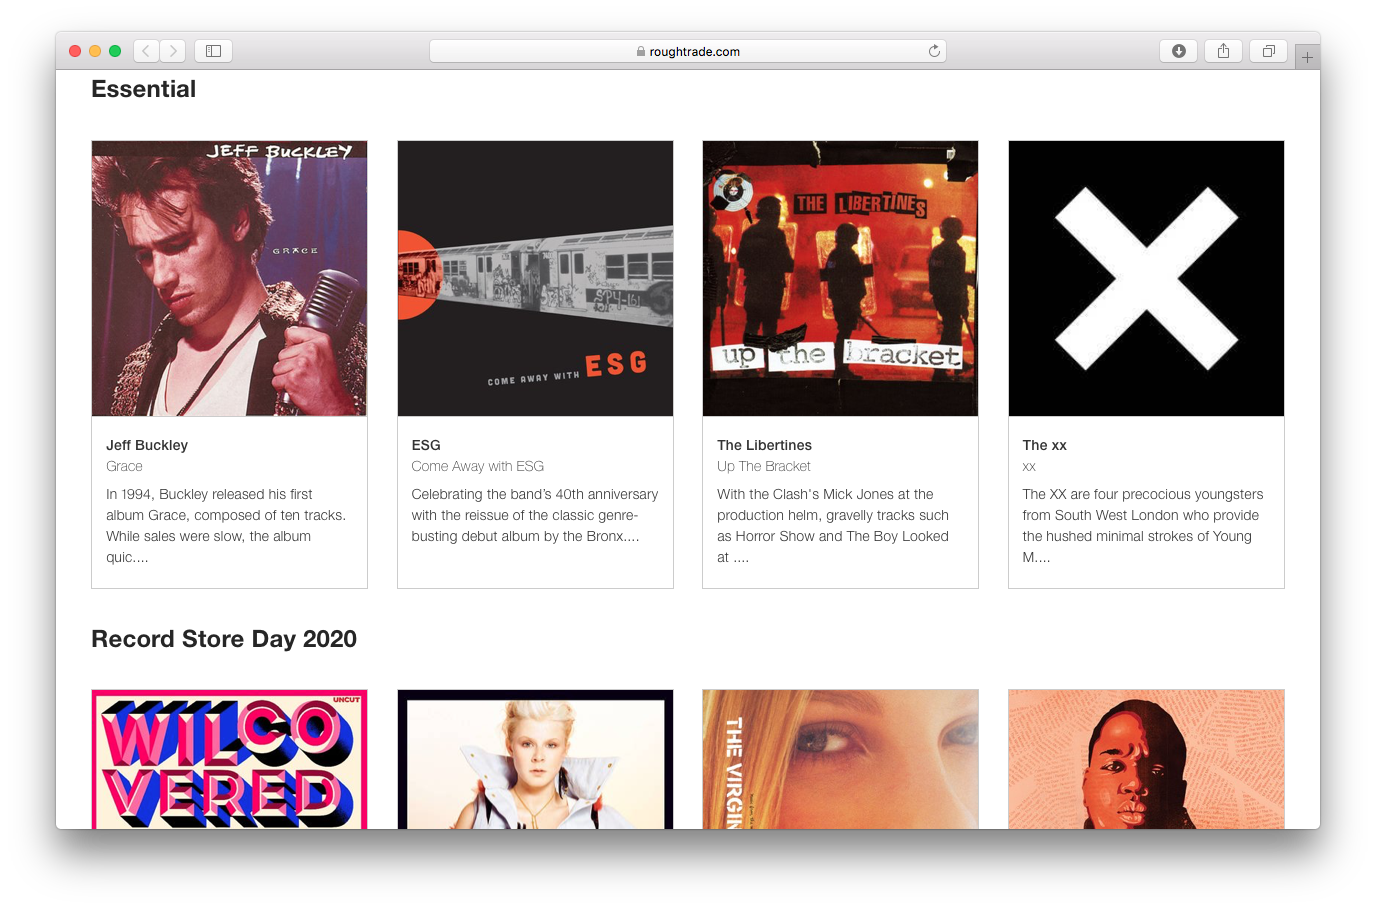 roughtrade.com
Essential
JEFF BUCKLEY
GRACE
SPY-161
COME AWAY WITH ESG
THE LIBERTINES
up the bracket
Jeff Buckley
Grace
In 1994, Buckley released his first
album Grace, composed of ten tracks.
While sales were slow, the album
quic....
ESG
Come Away with ESG
Celebrating the band’s 40th anniversary
with the reissue of the classic genre-
busting debut album by the Bronx....
The Libertines
Up The Bracket
With the Clash's Mick Jones at the
production helm, gravelly tracks such
as Horror Show and The Boy Looked
at ....
The xx
xx
The XX are four precocious youngsters
from South West London who provide
the hushed minimal strokes of Young
M....
Record Store Day 2020
UNCUT
WILCO
VERED
THE VIRGIN